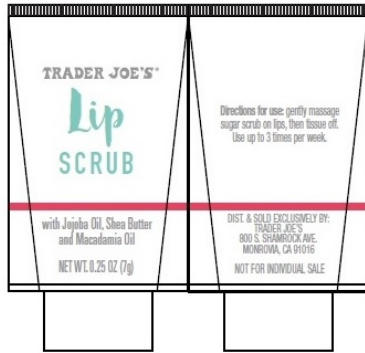 TRADER JOE'S®
Lip
SCRUB
with Jojoba Oil, Shea Butter
and Macadamia Oil
NET WT. 0.25 OZ (7g)
Directions for use: gently massage
sugar scrub on lips, then tissue off.
Use up to 3 times per week.
DIST. & SOLD EXCLUSIVELY BY:
TRADER JOE'S
800 S. SHAMROCK AVE.
MONROVIA, CA 91016
NOT FOR INDIVIDUAL SALE